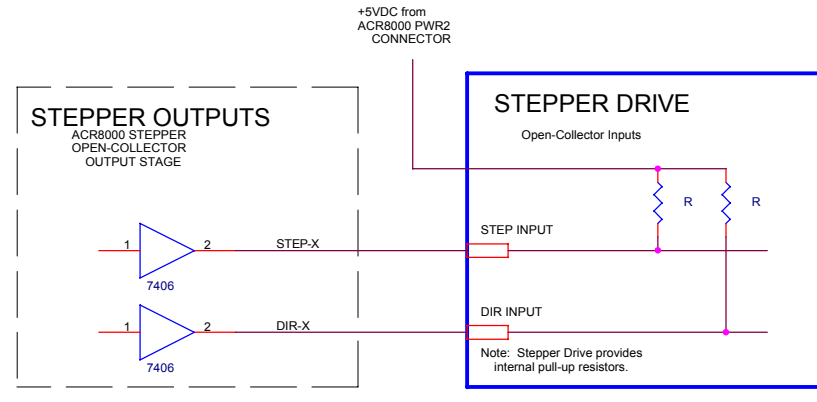 +5VDC from
ACR8000 PWR2
CONNECTOR
STEPPER OUTPUTS
ACR8000 STEPPER
OPEN-COLLECTOR
OUTPUT STAGE
STEPPER DRIVE
Open-Collector Inputs
R
R
1
2
STEP-X
STEP INPUT
7406
1
2
DIR-X
DIR INPUT
7406
Note: Stepper Drive provides
internal pull-up resistors.